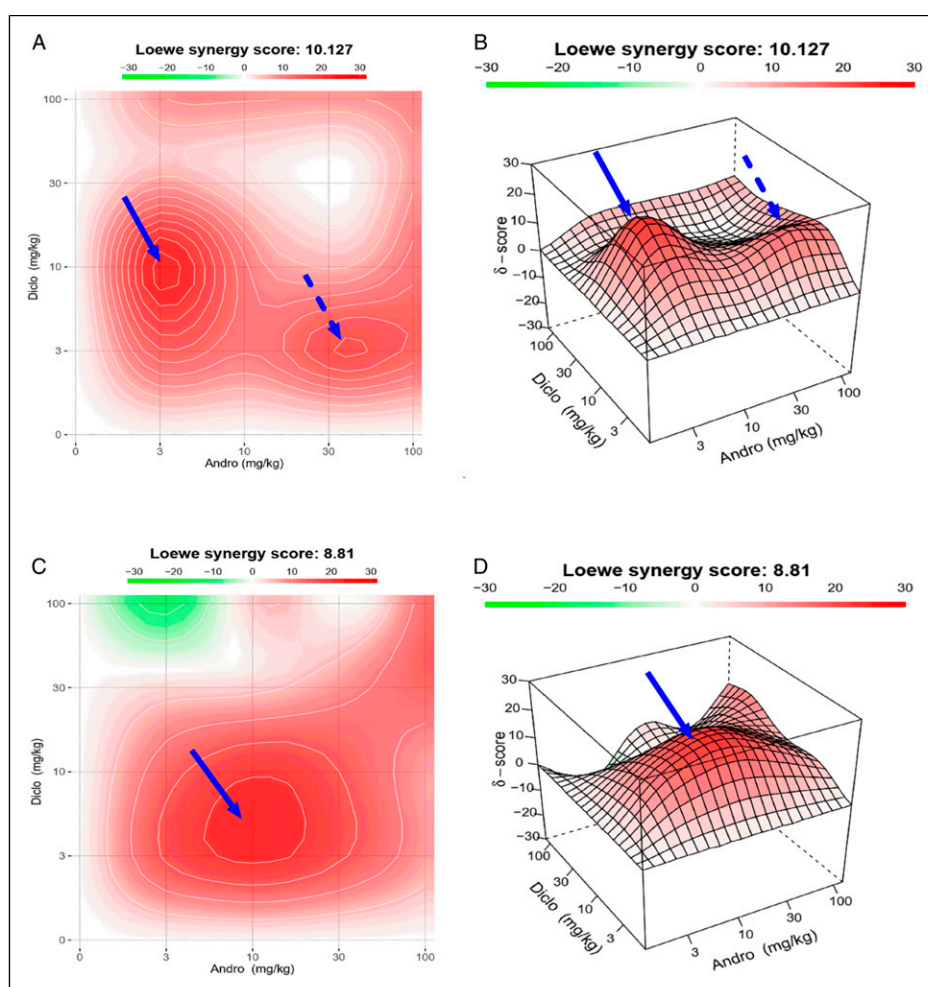 A
Loewe synergy score: 10.127
−30 −20 −10 0 10 20 30
100
30
10
3
0
Diclo (mg/kg)
0 3 10 30 100
Andro (mg/kg)
B
Loewe synergy score: 10.127
−30 −20 −10 0 10 20 30
30
20
10
0
−10
−20
−30
δ−score
100
30
10
3
Diclo (mg/kg)
3
10
30
100
Andro (mg/kg)
C
Loewe synergy score: 8.81
−30 −20 −10 0 10 20 30
100
30
10
3
0
Diclo (mg/kg)
0 3 10 30 100
Andro (mg/kg)
D
Loewe synergy score: 8.81
−30 −20 −10 0 10 20 30
30
20
10
0
−10
−20
−30
δ−score
100
30
10
3
Diclo (mg/kg)
3
10
30
100
Andro (mg/kg)